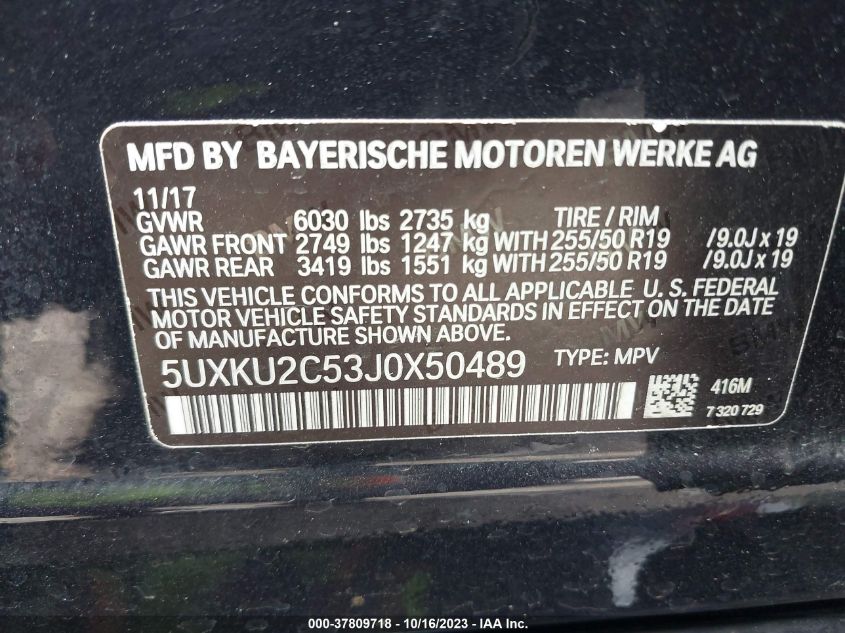 MFD BY BAYERISCHE MOTOREN WERKE AG
11/17
GVWR 6030 lbs 2735 kg TIRE / RIM
GAWR FRONT 2749 lbs 1247 kg WITH 255/50 R19 /9.0J x 19
GAWR REAR 3419 lbs 1551 kg WITH 255/50 R19 /9.0J x 19
THIS VEHICLE CONFORMS TO ALL APPLICABLE U. S. FEDERAL
MOTOR VEHICLE SAFETY STANDARDS IN EFFECT ON THE DATE
OF MANUFACTURE SHOWN ABOVE.
5UXKU2C53J0X50489 TYPE: MPV
416M
7 320 729
000-37809718 - 10/16/2023 - IAAI Inc.